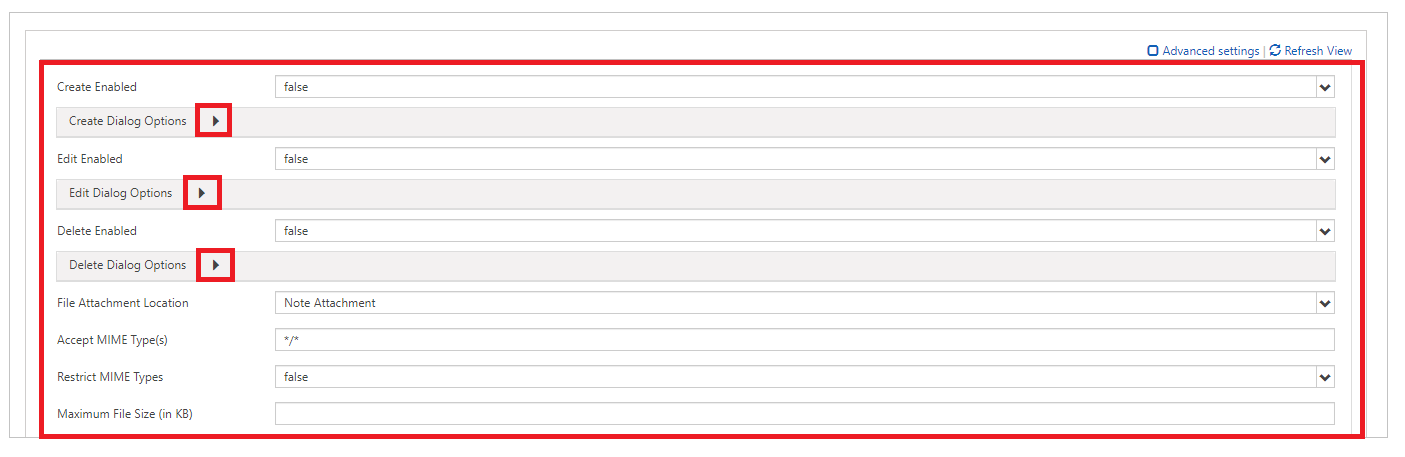 Advanced settings | Refresh View
Create Enabled false
Create Dialog Options
Edit Enabled false
Edit Dialog Options
Delete Enabled false
Delete Dialog Options
File Attachment Location Note Attachment
Accept MIME Type(s) */*
Restrict MIME Types false
Maximum File Size (in KB)